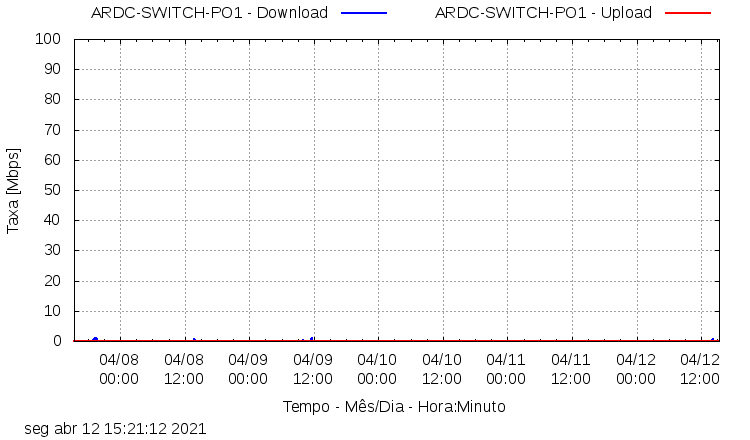 ARDC-SWITCH-PO1 - Download ARDC-SWITCH-PO1 - Upload
100
90
80
70
60
50
40
30
20
10
0
Taxa [Mbps]
04/08 04/08 04/09 04/09 04/10 04/10 04/11 04/11 04/12 04/12
00:00 12:00 00:00 12:00 00:00 12:00 00:00 12:00 00:00 12:00
Tempo - Mês/Dia - Hora:Minuto
seg abr 12 15:21:12 2021